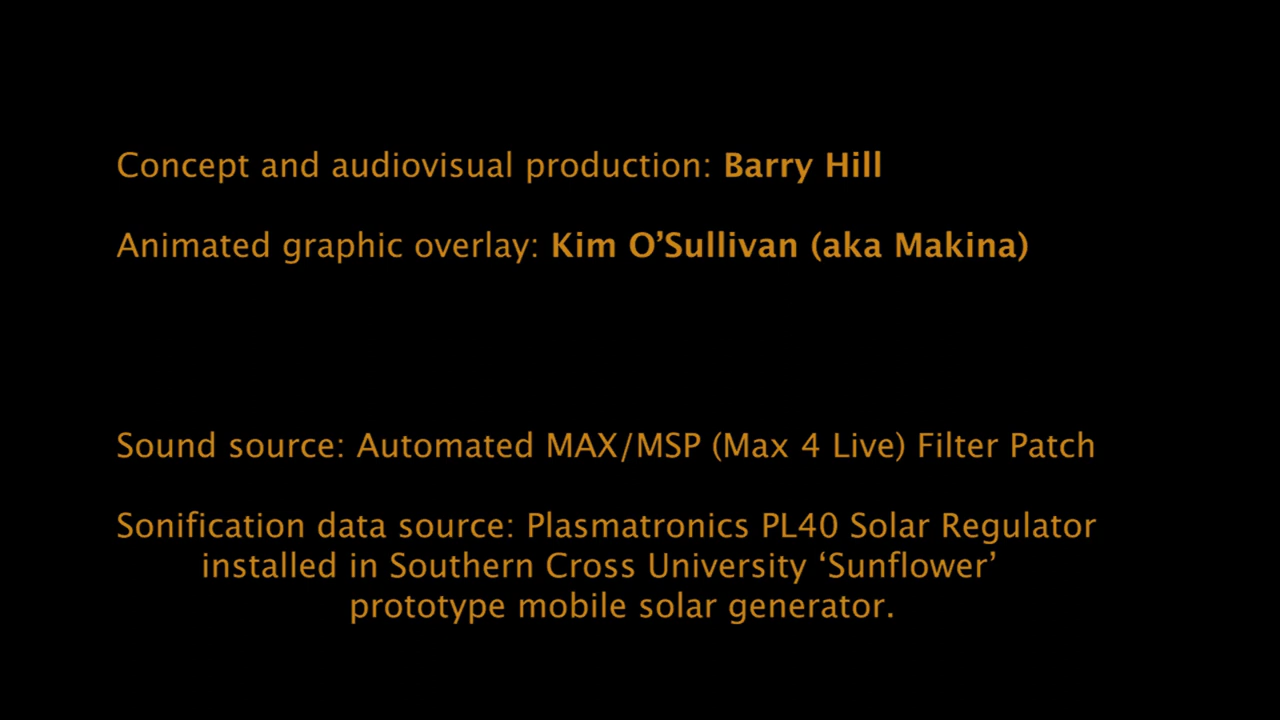 Concept and audiovisual production: Barry Hill
Animated graphic overlay: Kim O’Sullivan (aka Makina)
Sound source: Automated MAX/MSP (Max 4 Live) Filter Patch
Sonification data source: Plasmatronics PL40 Solar Regulator
installed in Southern Cross University ‘Sunflower’
prototype mobile solar generator.